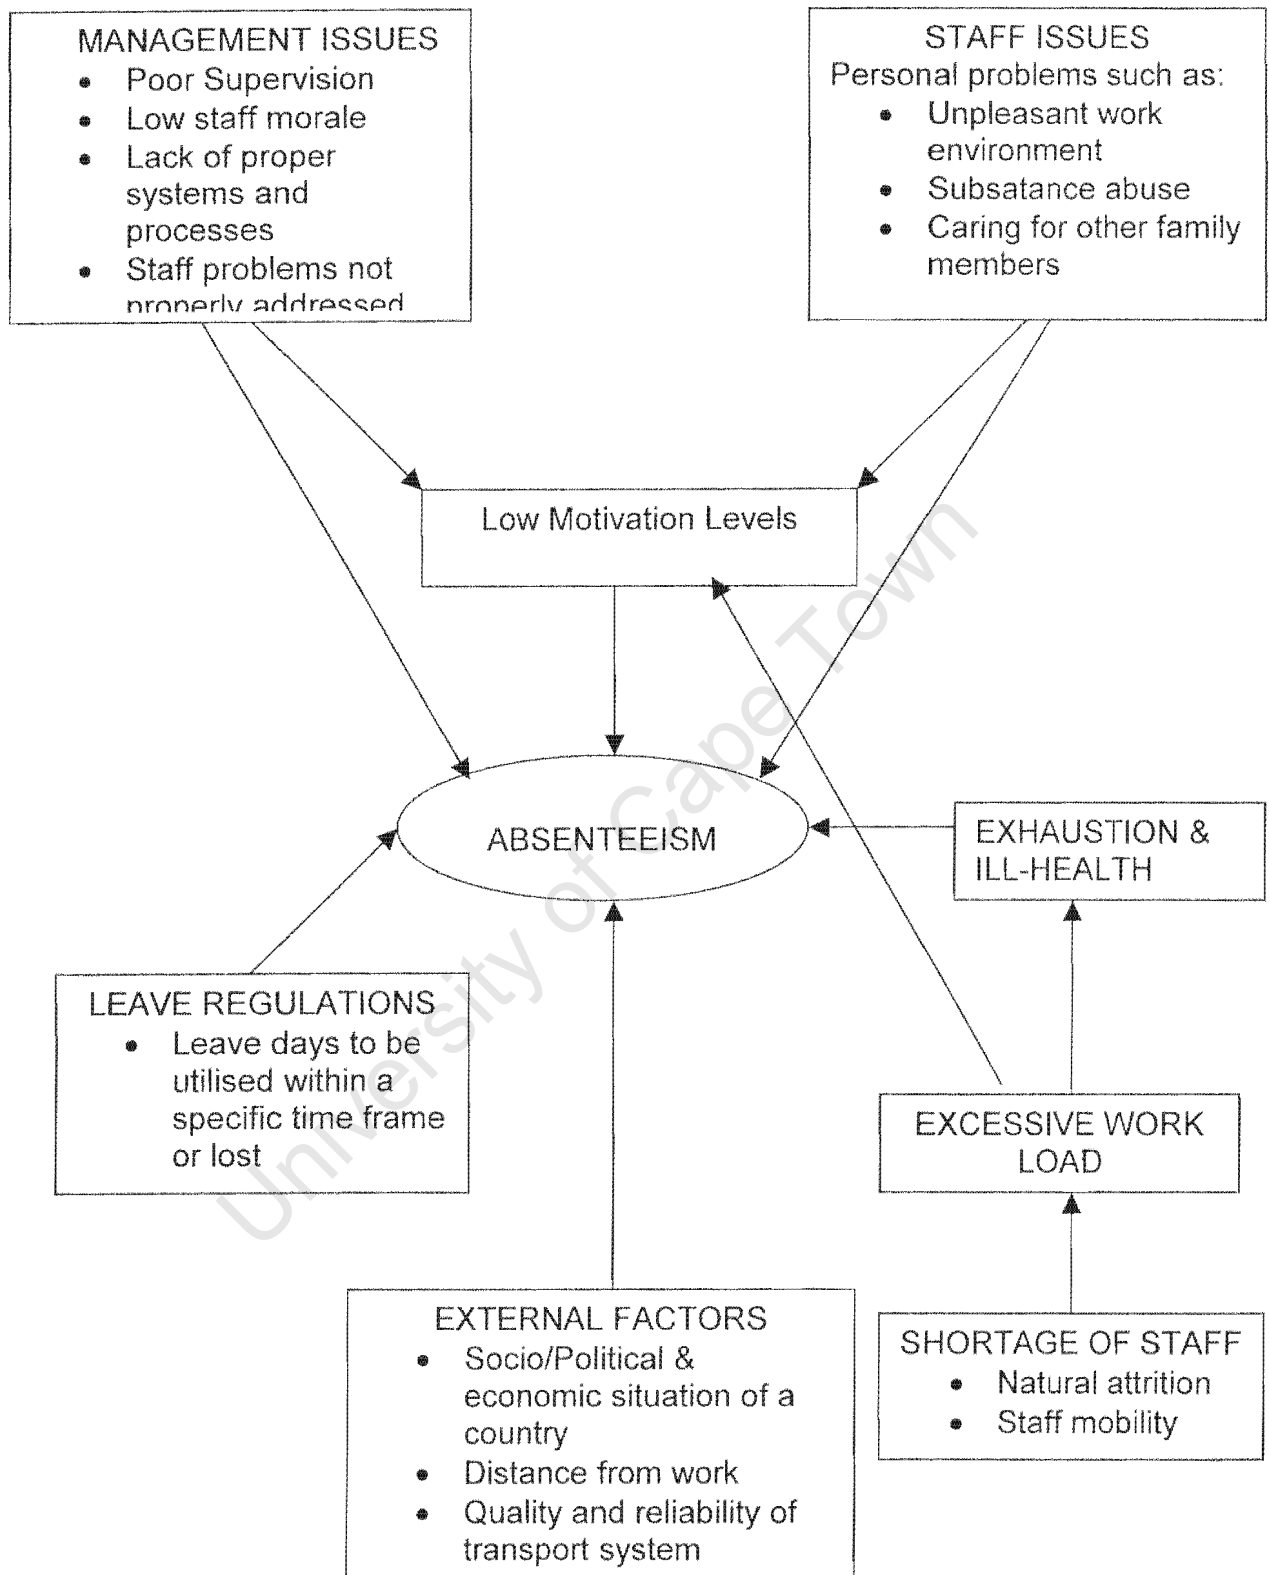 MANAGEMENT ISSUES
• Poor Supervision
• Low staff morale
• Lack of proper
systems and
processes
• Staff problems not
properly addressed
STAFF ISSUES
Personal problems such as:
• Unpleasant work
environment
• Subsatance abuse
• Caring for other family
members
Low Motivation Levels
ABSENTEEISM
EXHAUSTION &
ILL-HEALTH
LEAVE REGULATIONS
• Leave days to be
utilised within a
specific time frame
or lost
EXCESSIVE WORK
LOAD
EXTERNAL FACTORS
• Socio/Political &
economic situation of a
country
• Distance from work
• Quality and reliability of
transport system
SHORTAGE OF STAFF
• Natural attrition
• Staff mobility
University of Cape Town